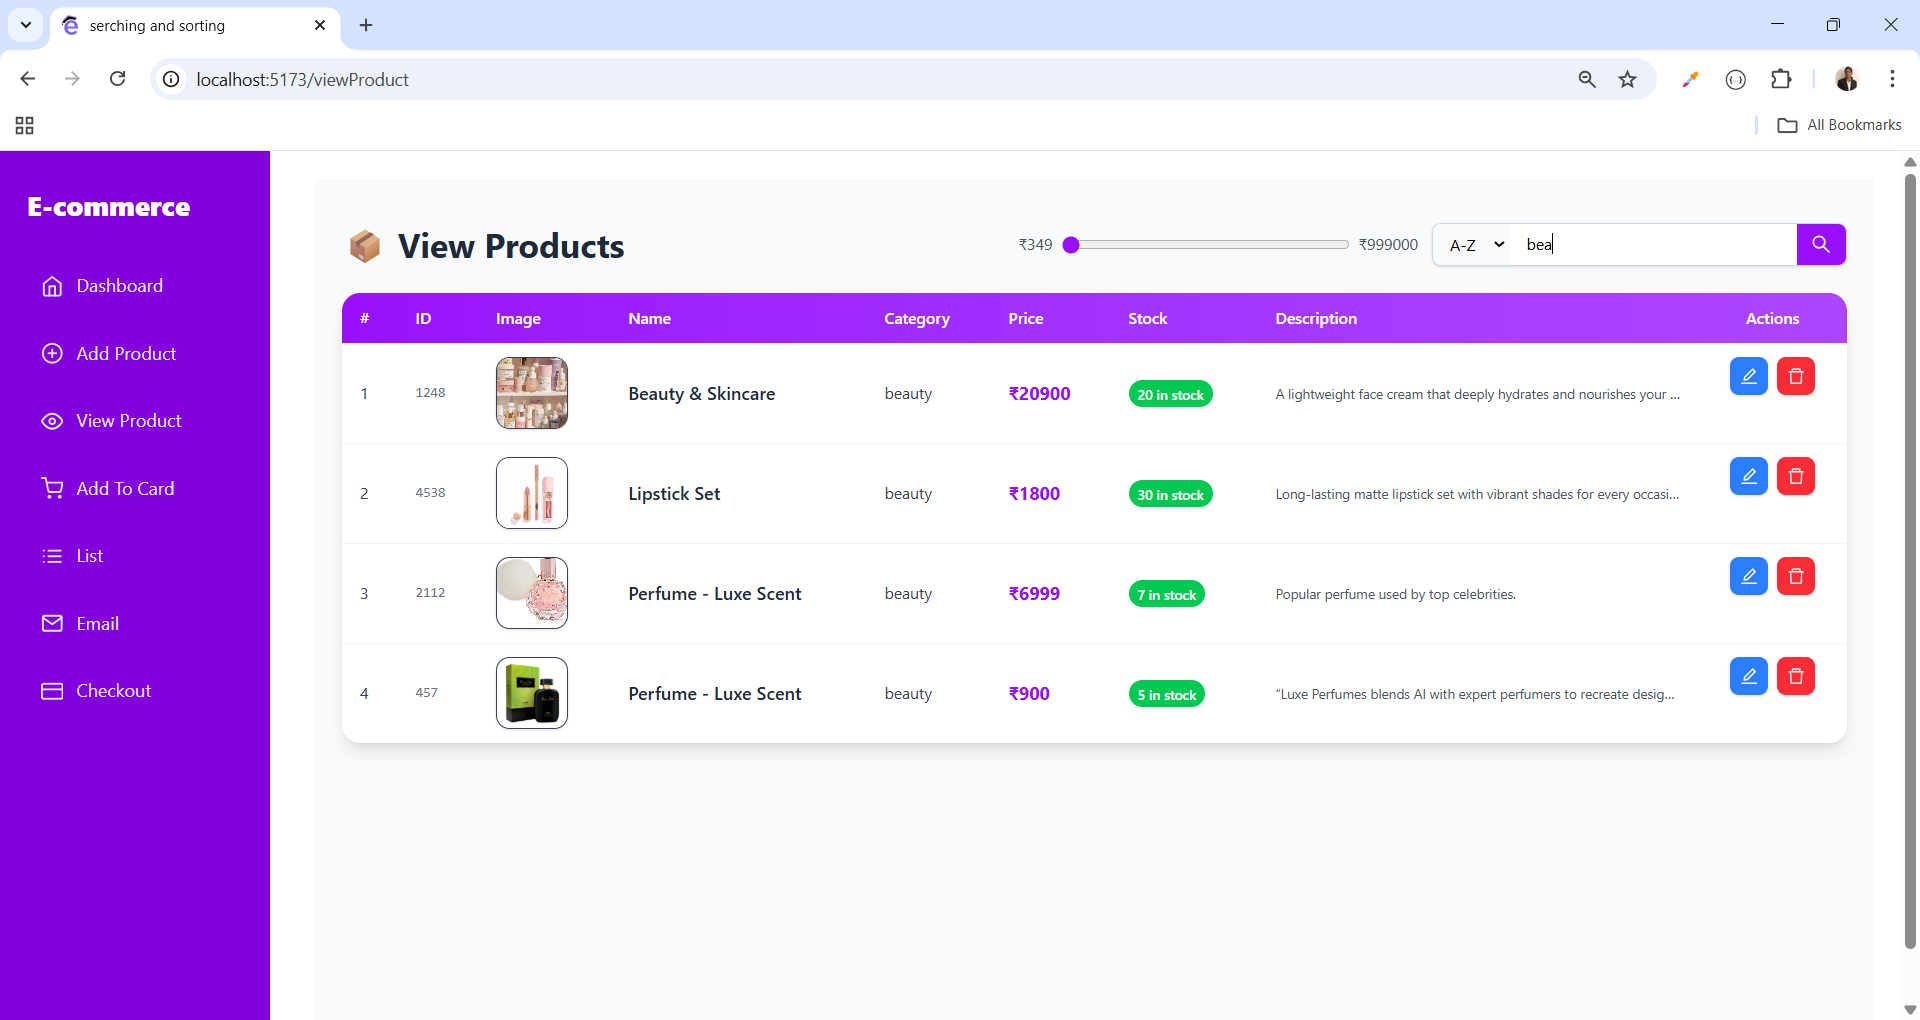 serching and sorting
localhost:5173/viewProduct
All Bookmarks
E-commerce
Dashboard
Add Product
View Product
Add To Card
List
Email
Checkout
View Products
₹349
₹999000
A-Z
bea
# ID Image Name Category Price Stock Description Actions
1 1248 Beauty & Skincare beauty ₹20900 20 in stock A lightweight face cream that deeply hydrates and nourishes your ...
2 4538 Lipstick Set beauty ₹1800 30 in stock Long-lasting matte lipstick set with vibrant shades for every occasi...
3 2112 Perfume - Luxe Scent beauty ₹6999 7 in stock Popular perfume used by top celebrities.
4 457 Perfume - Luxe Scent beauty ₹900 5 in stock “Luxe Perfumes blends AI with expert perfumers to recreate desig...